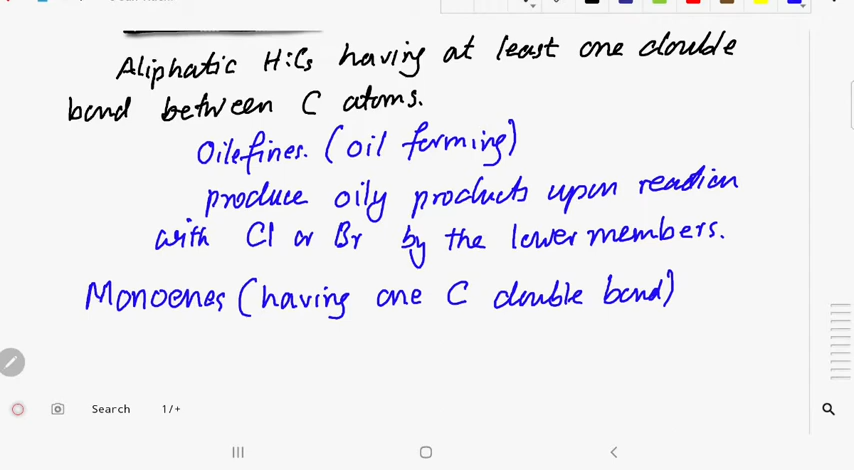 Aliphatic H:Cs having at least one double
bond between C atoms.
Oilefines. (oil forming)
produce oily products upon reaction
with Cl or Br by the lower members.
Monoenes (having one C double bond)
Search 1/+